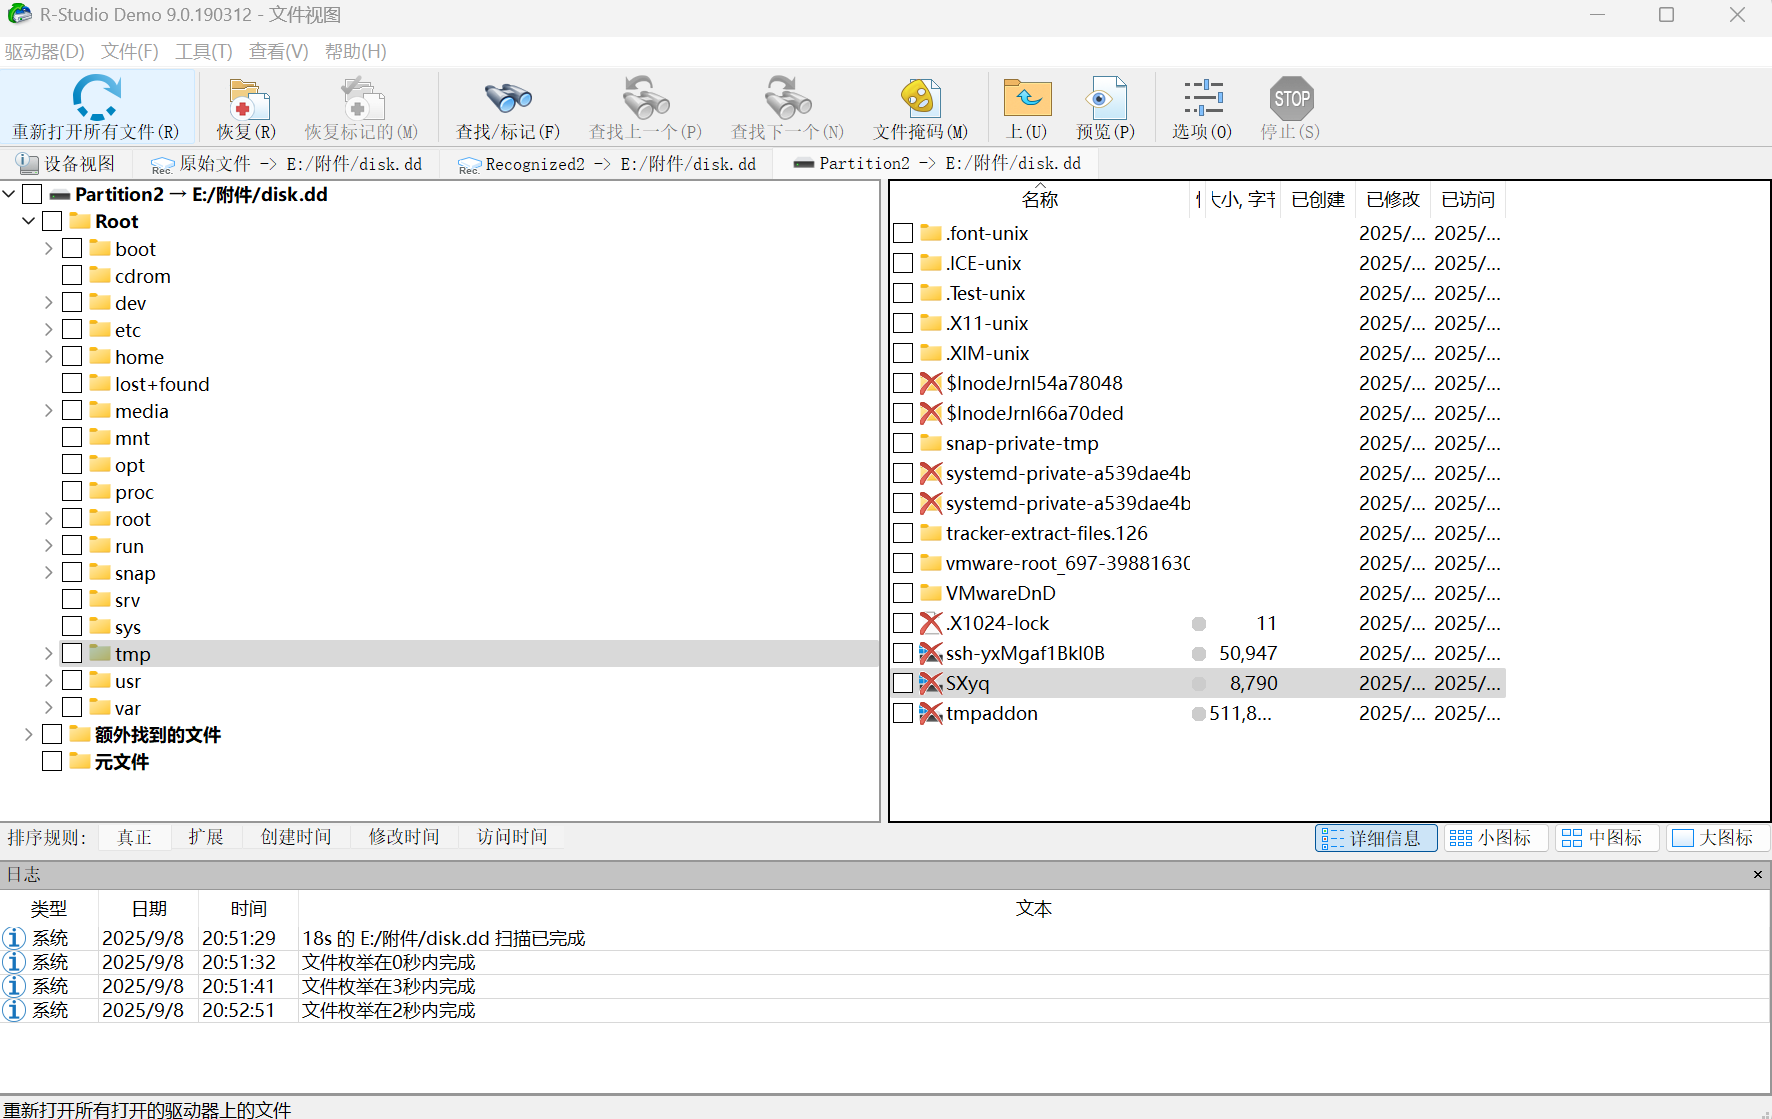 R-Studio Demo 9.0.190312 - 文件视图
驱动器(D) 文件(F) 工具(T) 查看(V) 帮助(H)
重新打开所有文件(R) 恢复(R) 恢复标记的(M) 查找/标记(F) 查找上一个(P) 查找下一个(N) 文件掩码(M) 上(U) 预览(P) 选项(O) STOP 停止(S)
设备视图 Rec. 原始文件 -> E:/附件/disk.dd Rec. Recognized2 -> E:/附件/disk.dd Partition2 -> E:/附件/disk.dd
Partition2 → E:/附件/disk.dd
Root
boot
cdrom
dev
etc
home
lost+found
media
mnt
opt
proc
root
run
snap
srv
sys
tmp
usr
var
额外找到的文件
元文件
名称 大小, 字节 已创建 已修改 已访问
.font-unix 2025/... 2025/...
.ICE-unix 2025/... 2025/...
.Test-unix 2025/... 2025/...
.X11-unix 2025/... 2025/...
.XIM-unix 2025/... 2025/...
$InodeJrnl54a78048 2025/... 2025/...
$InodeJrnl66a70ded 2025/... 2025/...
snap-private-tmp 2025/... 2025/...
systemd-private-a539dae4b 2025/... 2025/...
systemd-private-a539dae4b 2025/... 2025/...
tracker-extract-files.126 2025/... 2025/...
vmware-root_697-39881630 2025/... 2025/...
VMwareDnD 2025/... 2025/...
.X1024-lock 11 2025/... 2025/...
ssh-yxMgaf1BkI0B 50,947 2025/... 2025/...
SXyq 8,790 2025/... 2025/...
tmpaddon 511,8... 2025/... 2025/...
排序规则: 真正 扩展 创建时间 修改时间 访问时间 详细信息 小图标 中图标 大图标
日志
类型 日期 时间 文本
系统 2025/9/8 20:51:29 18s 的 E:/附件/disk.dd 扫描已完成
系统 2025/9/8 20:51:32 文件枚举在0秒内完成
系统 2025/9/8 20:51:41 文件枚举在3秒内完成
系统 2025/9/8 20:52:51 文件枚举在2秒内完成
重新打开所有打开的驱动器上的文件